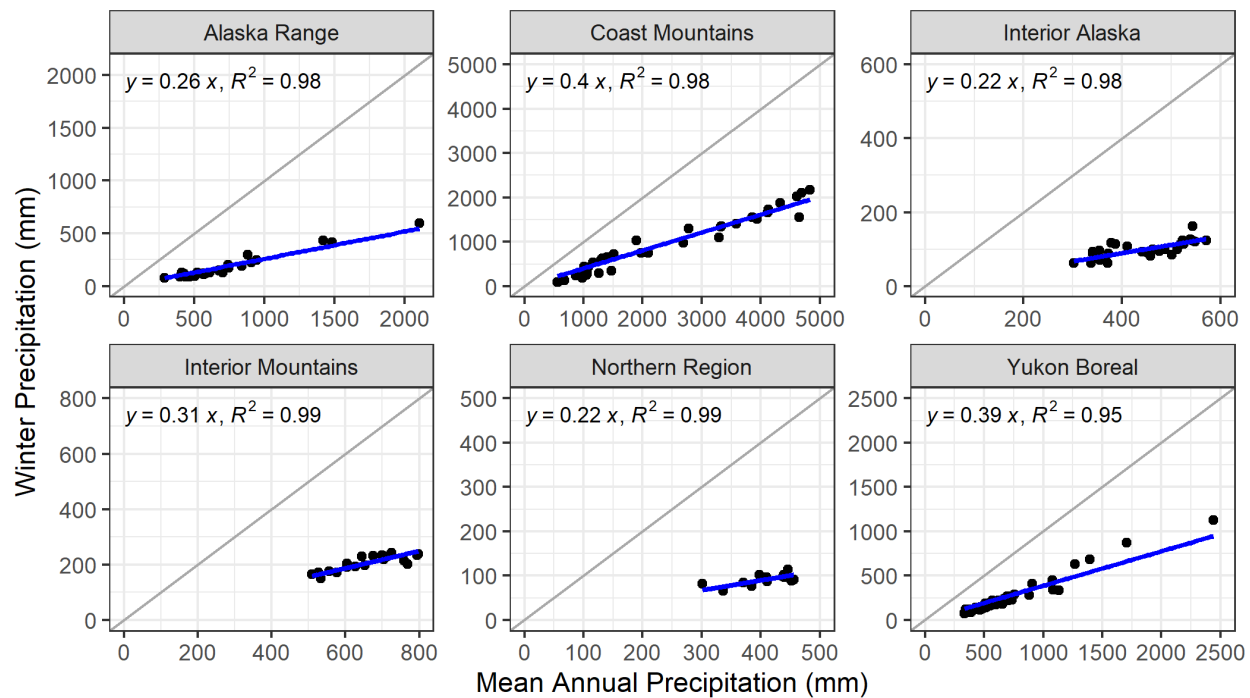 Alaska Range
Coast Mountains
Interior Alaska
y = 0.26 x, R² = 0.98
y = 0.4 x, R² = 0.98
y = 0.22 x, R² = 0.98
2000
1500
1000
500
0
5000
4000
3000
2000
1000
0
600
400
200
0
0 500 1000 1500 2000
0 1000 2000 3000 4000 5000
0 200 400 600
Winter Precipitation (mm)
Interior Mountains
Northern Region
Yukon Boreal
y = 0.31 x, R² = 0.99
y = 0.22 x, R² = 0.99
y = 0.39 x, R² = 0.95
800
600
400
200
0
500
400
300
200
100
0
2500
2000
1500
1000
500
0
0 200 400 600 800
0 100 200 300 400 500
0 500 1000 1500 2000 2500
Mean Annual Precipitation (mm)